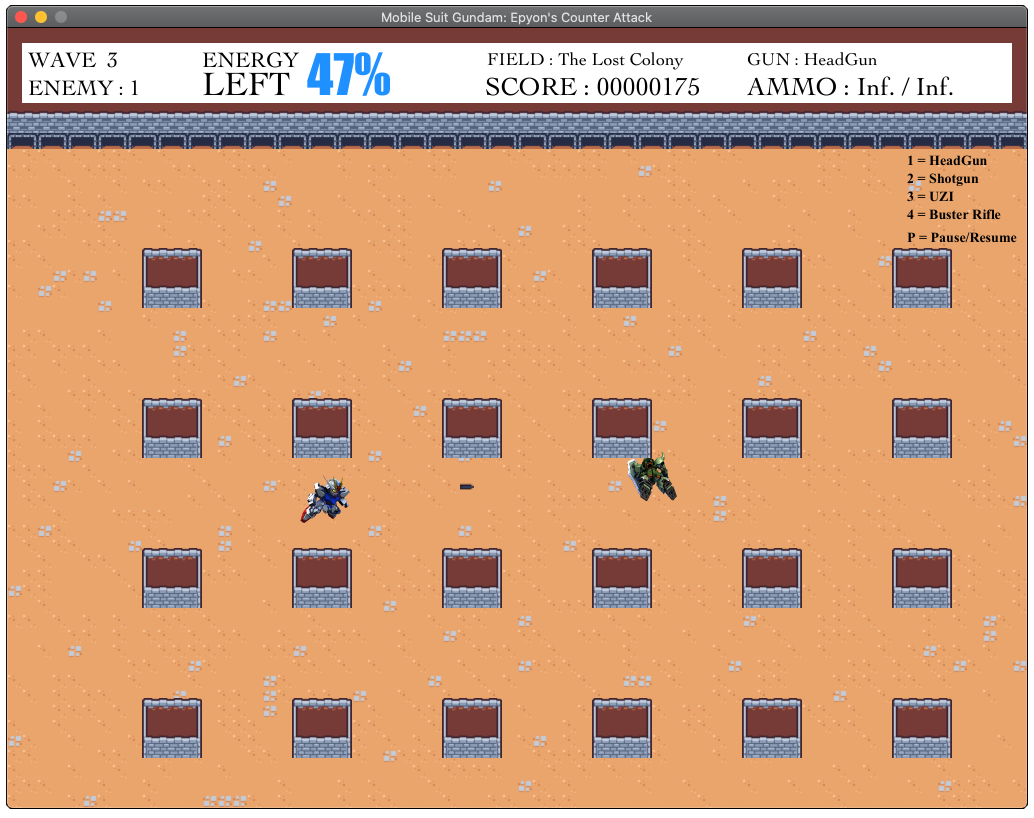 Mobile Suit Gundam: Epyon's Counter Attack
WAVE 3
ENEMY : 1
ENERGY
LEFT 47%
FIELD : The Lost Colony
SCORE : 00000175
GUN : HeadGun
AMMO : Inf. / Inf.
1 = HeadGun
2 = Shotgun
3 = UZI
4 = Buster Rifle
P = Pause/Resume